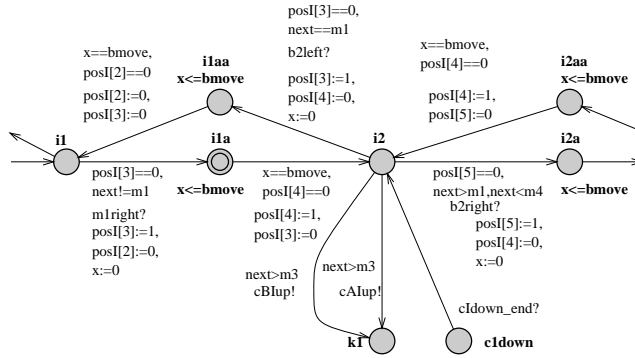 posI[3]==0,
next==m1
b2left?
posI[3]:=1,
posI[4]:=0,
x:=0
x==bmove,
posI[2]==0
posI[2]:=0,
posI[3]:=0
i1aa
x<=bmove
x==bmove,
posI[4]==0
posI[4]:=1,
posI[5]:=0
i2aa
x<=bmove
i1
i1a
x<=bmove
i2
i2a
x<=bmove
posI[3]==0,
next!=m1
m1right?
posI[3]:=1,
posI[2]:=0,
x:=0
x==bmove,
posI[4]==0
posI[4]:=1,
posI[3]:=0
posI[5]==0,
next>m1,next<m4
b2right?
posI[5]:=1,
posI[4]:=0,
x:=0
next>m3
cBIup!
next>m3
cAIup!
cIdown_end?
k1
c1down